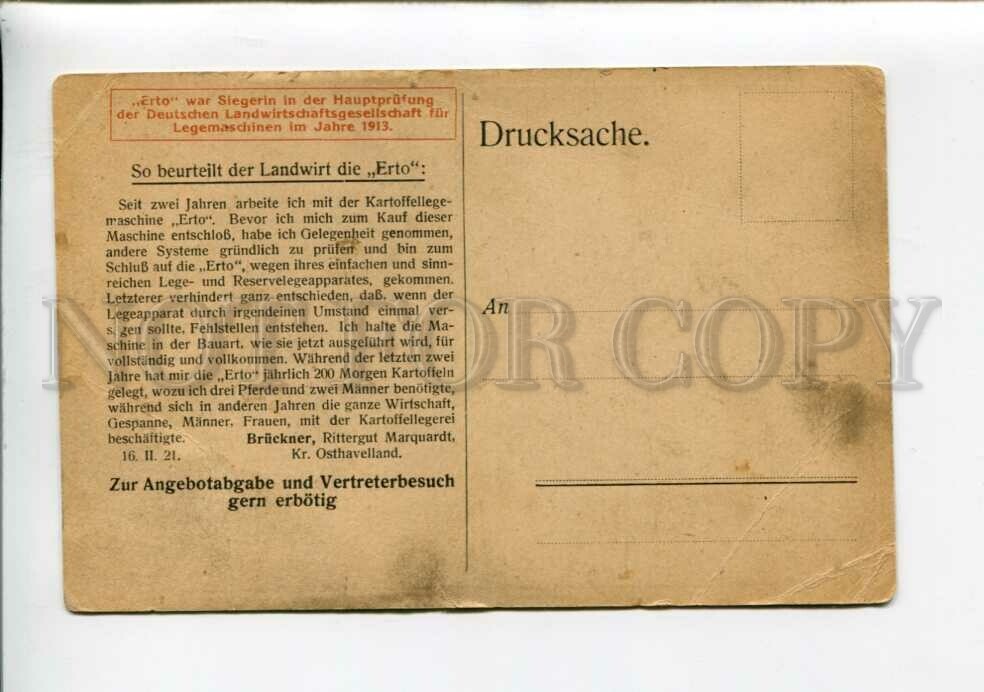 „Erto“ war Siegerin in der Hauptprüfung
der Deutschen Landwirtschaftsgesellschaft für
Legemaschinen im Jahre 1913.
So beurteilt der Landwirt die „Erto“:
Seit zwei Jahren arbeite ich mit der Kartoffellege-
maschine „Erto“. Bevor ich mich zum Kauf dieser
Maschine entschloß, habe ich Gelegenheit genommen,
andere Systeme gründlich zu prüfen und bin zum
Schluß auf die „Erto“, wegen ihres einfachen und sinn-
reichen Lege- und Reservelegeapparates, gekommen.
Letzterer verhindert ganz entschieden, daß, wenn der
Legeapparat durch irgendeinen Umstand einmal ver-
sagen sollte, Fehlstellen entstehen. Ich halte die Ma-
schine in der Bauart, wie sie jetzt ausgeführt wird, für
vollständig und vollkommen. Während der letzten zwei
Jahre hat mir die „Erto“ jährlich 200 Morgen Kartoffeln
gelegt, wozu ich drei Pferde und zwei Männer benötigte,
während sich in anderen Jahren die ganze Wirtschaft,
Gespanne, Männer, Frauen, mit der Kartoffellegerei
beschäftigte. Brückner, Rittergut Marquardt,
16. II. 21. Kr. Osthavelland.
Zur Angebotabgabe und Vertreterbesuch
gern erbötig
Drucksache.
An
NOT FOR COPY